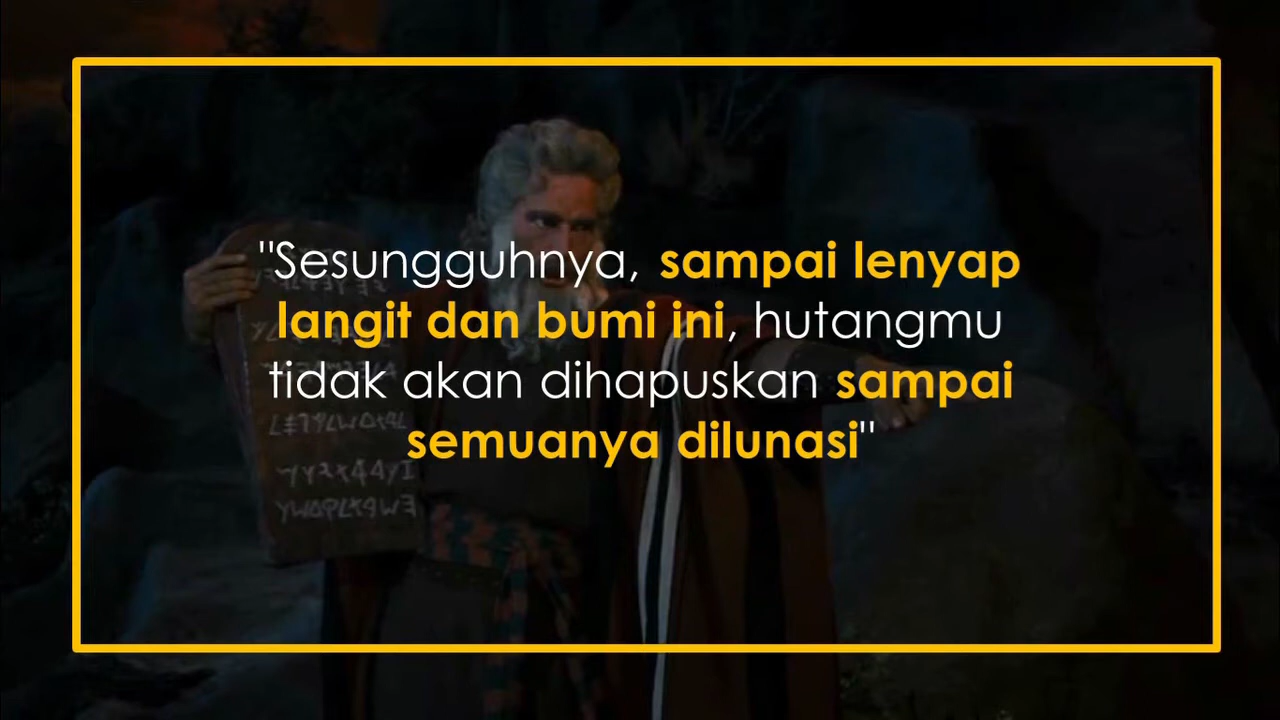 "Sesungguhnya, sampai lenyap
langit dan bumi ini, hutangmu
tidak akan dihapuskan sampai
semuanya dilunasi"